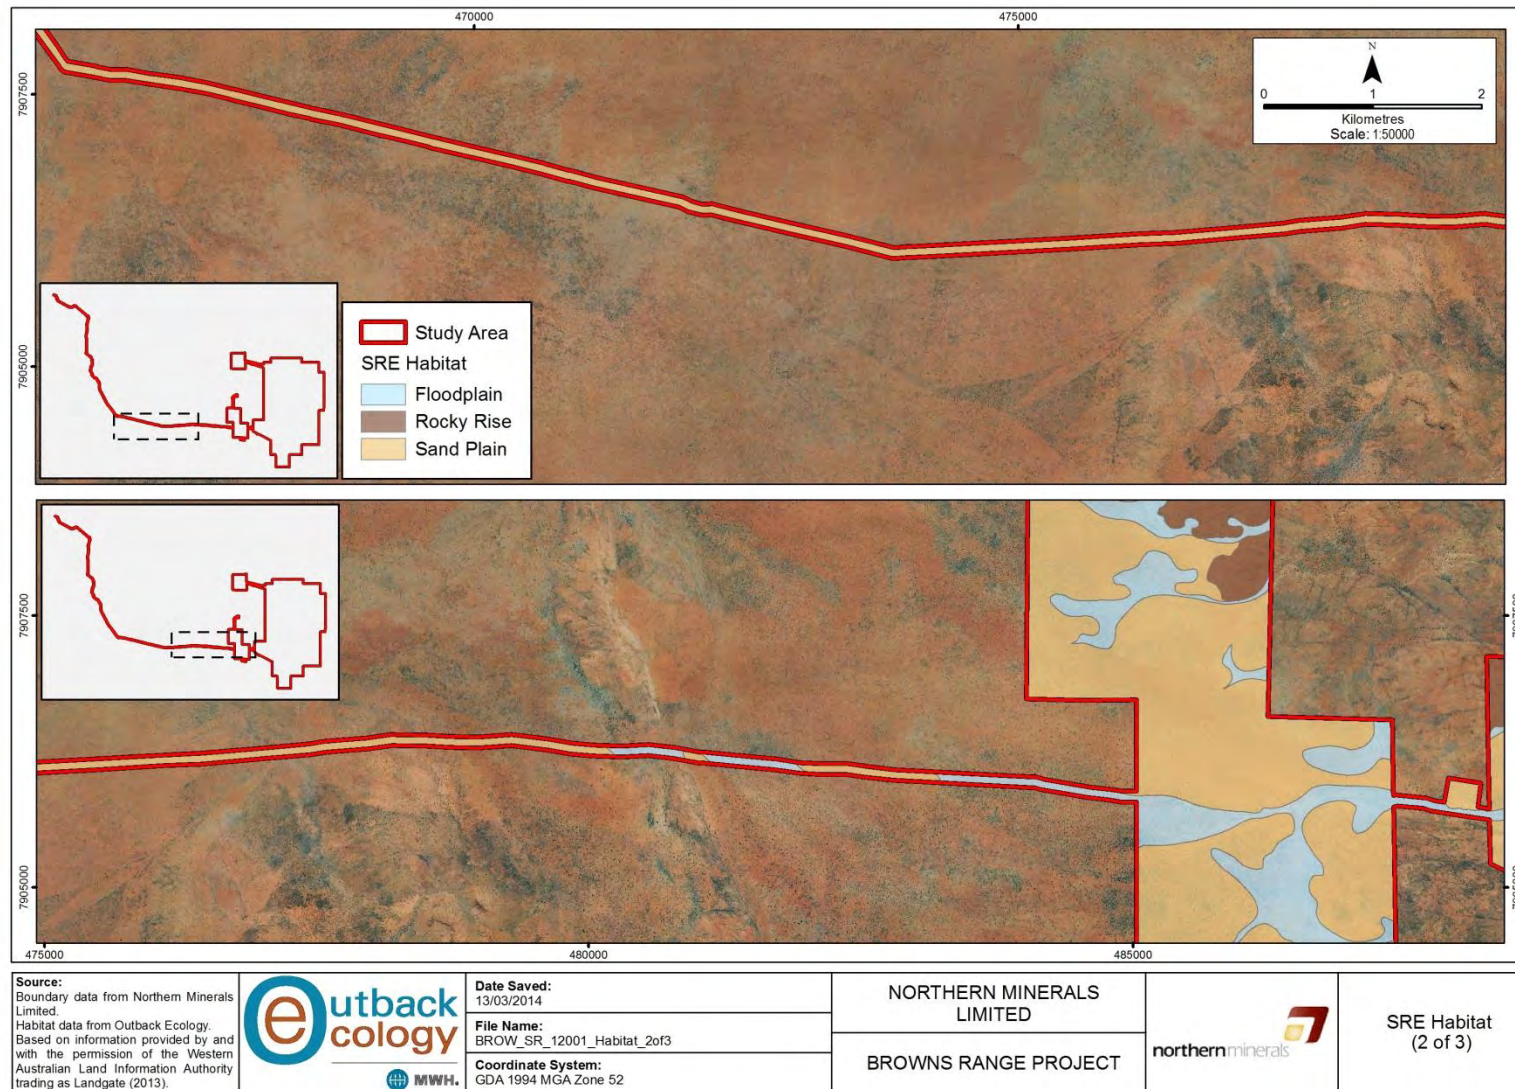 470000
475000
N
0
1
2
Kilometres
Scale: 1:50000
7907500
7905000
Study Area
SRE Habitat
Floodplain
Rocky Rise
Sand Plain
7907500
7907500
7905000
7905000
475000
480000
485000
Source:
Boundary data from Northern Minerals
Limited.
Habitat data from Outback Ecology.
Based on information provided by and
with the permission of the Western
Australian Land Information Authority
trading as Landgate (2013).
Outback
ecology
MWH.
Date Saved:
13/03/2014
File Name:
BROW_SR_12001_Habitat_2of3
Coordinate System:
GDA 1994 MGA Zone 52
NORTHERN MINERALS
LIMITED
BROWNS RANGE PROJECT
northernminerals
SRE Habitat
(2 of 3)